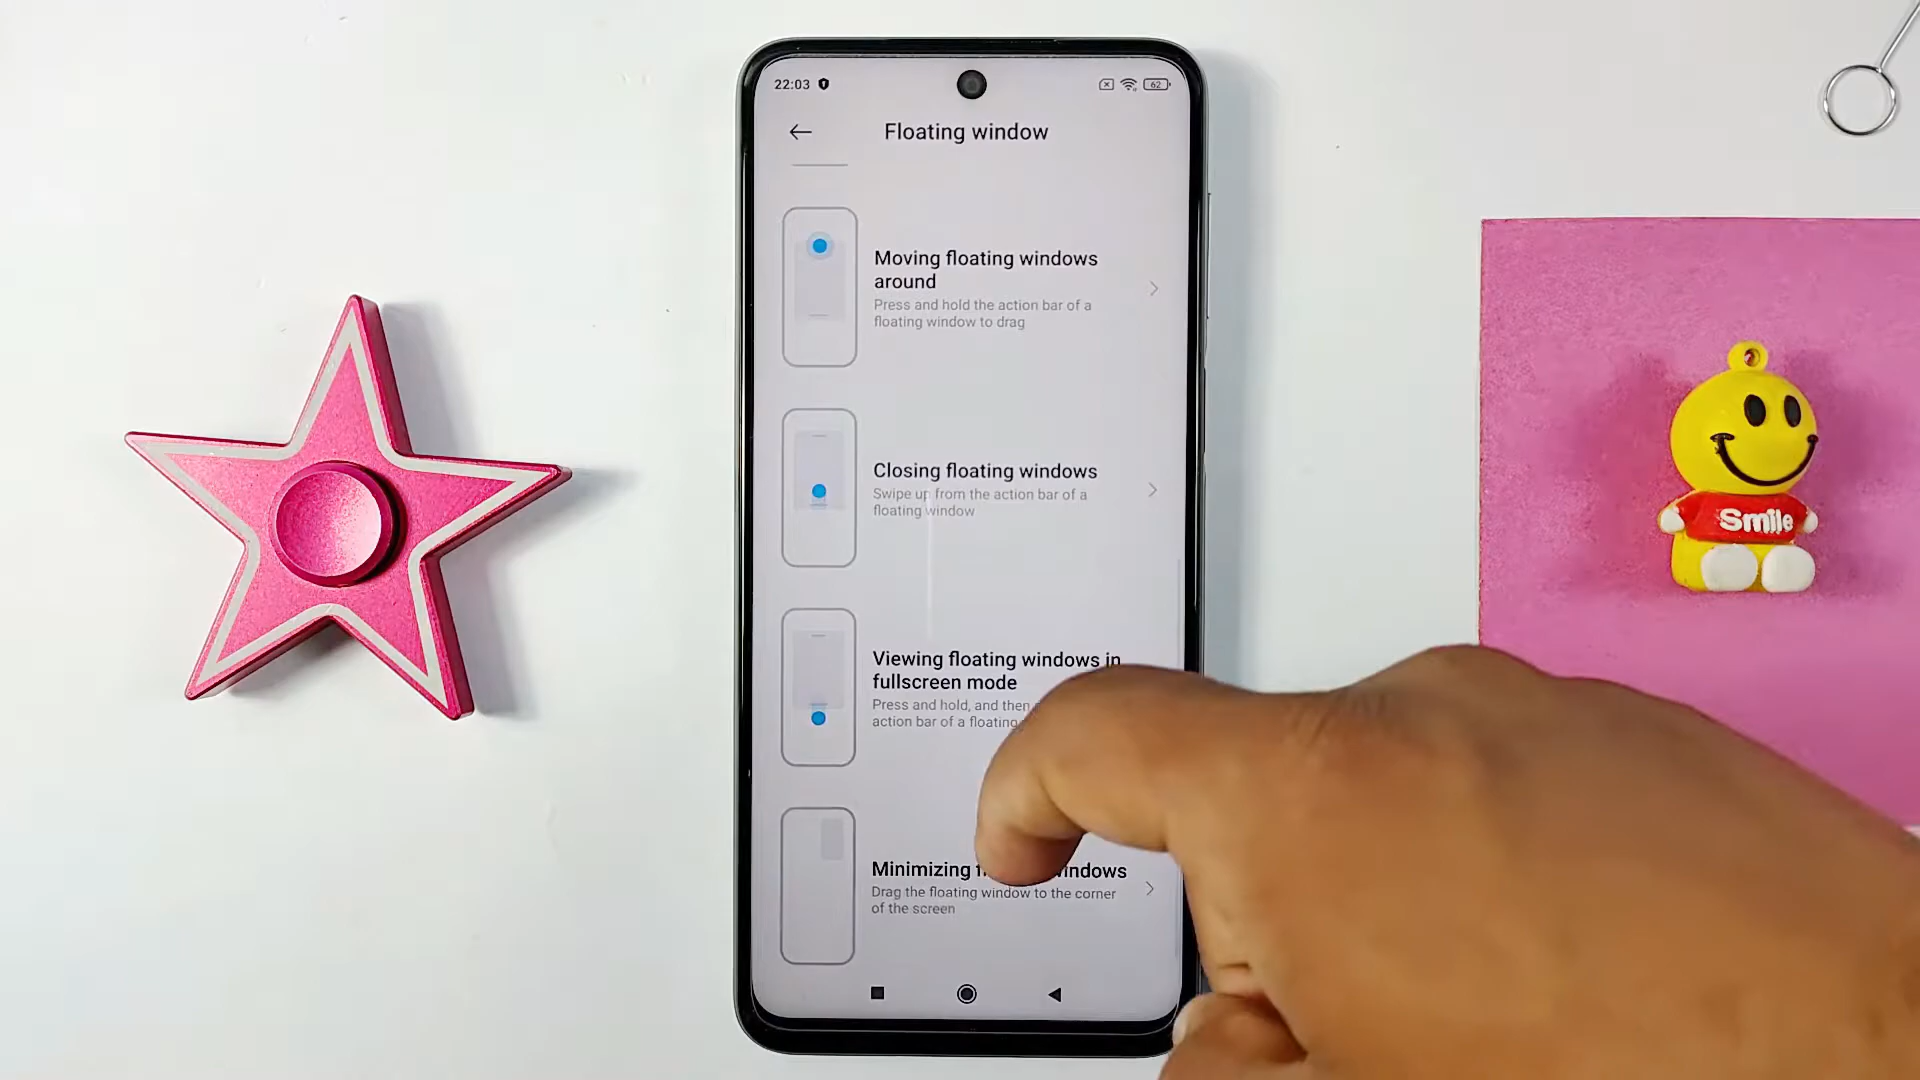 22:03
62
Floating window
Moving floating windows
around
Press and hold the action bar of a
floating window to drag
Closing floating windows
Swipe up from the action bar of a
floating window
Viewing floating windows in
fullscreen mode
Press and hold, and then
action bar of a floating
Minimizing
Drag the floating window to the corner
of the screen
Smile